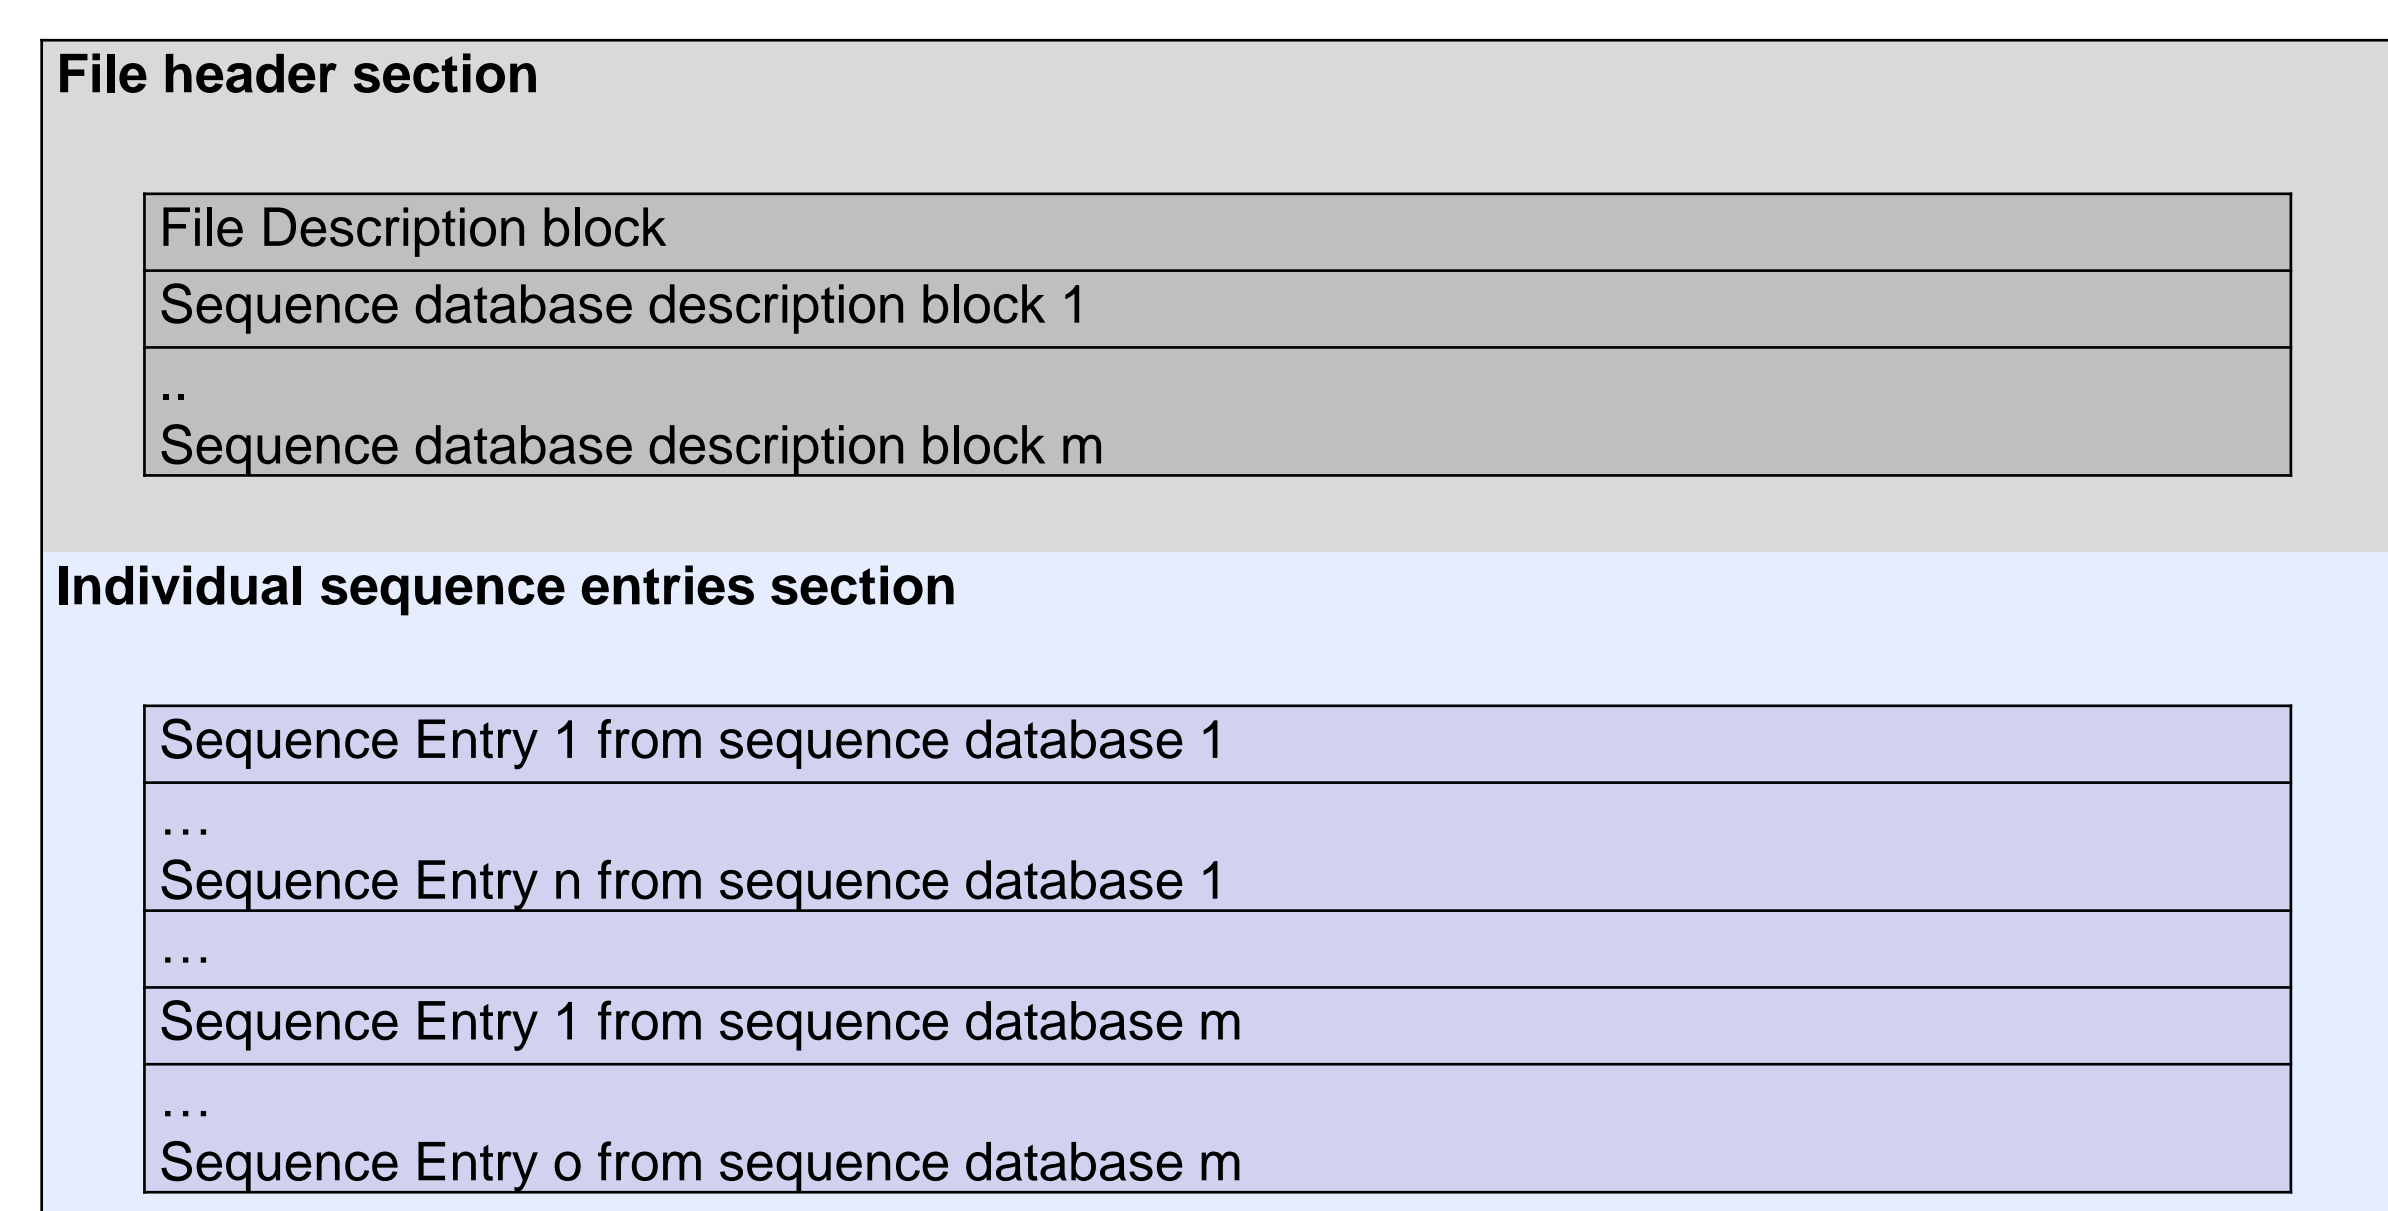 File header section
File Description block
Sequence database description block 1
..
Sequence database description block m
Individual sequence entries section
Sequence Entry 1 from sequence database 1
…
Sequence Entry n from sequence database 1
…
Sequence Entry 1 from sequence database m
…
Sequence Entry o from sequence database m